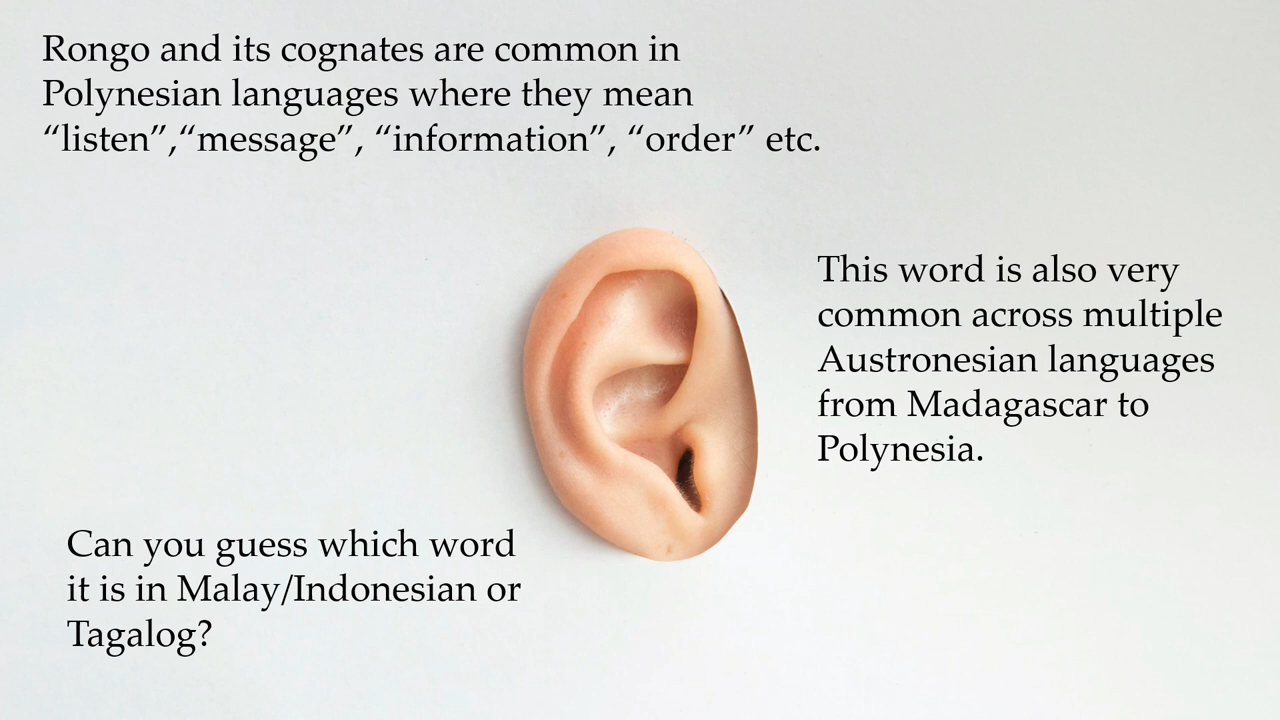 Rongo and its cognates are common in
Polynesian languages where they mean
“listen”,“message”, “information”, “order” etc.
This word is also very
common across multiple
Austronesian languages
from Madagascar to
Polynesia.
Can you guess which word
it is in Malay/Indonesian or
Tagalog?